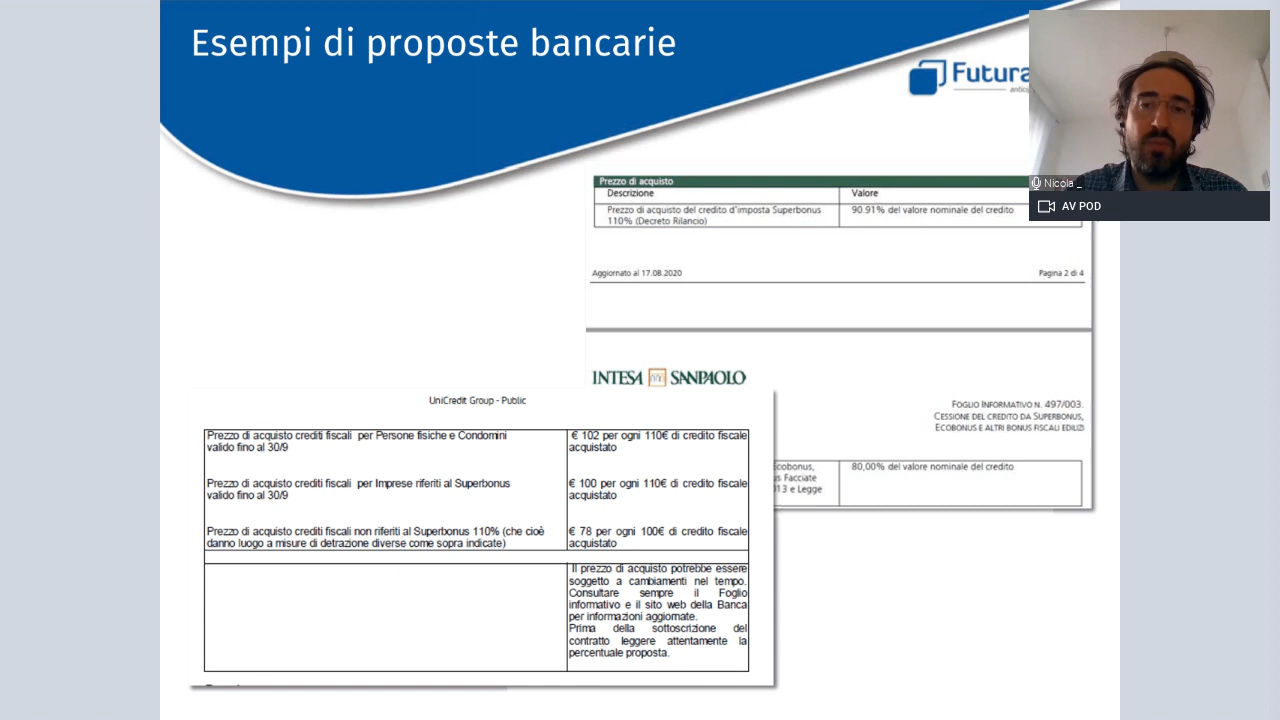 Esempi di proposte bancarie
Futura
Nicola _
AV POD
Prezzo di acquisto
Descrizione Valore
Prezzo di acquisto del credito d'imposta Superbonus 90.91% del valore nominale del credito
110% (Decreto Rilancio)
Aggiornato al 17.08.2020 Pagina 2 di 4
INTESA SANPAOLO
FOGLIO INFORMATIVO N. 497/003.
CESSIONE DEL CREDITO DA SUPERBONUS,
ECOBONUS E ALTRI BONUS FISCALI EDILIZI
Ecobonus, 80,00% del valore nominale del credito
Facciate
e Legge
UniCredit Group - Public
Prezzo di acquisto crediti fiscali per Persone fisiche e Condomini € 102 per ogni 110€ di credito fiscale
valido fino al 30/9 acquistato
Prezzo di acquisto crediti fiscali per Imprese riferiti al Superbonus € 100 per ogni 110€ di credito fiscale
valido fino al 30/9 acquistato
Prezzo di acquisto crediti fiscali non riferiti al Superbonus 110% (che cioè € 78 per ogni 100€ di credito fiscale
danno luogo a misure di detrazione diverse come sopra indicate) acquistato
Il prezzo di acquisto potrebbe essere
soggetto a cambiamenti nel tempo.
Consultare sempre il Foglio
informativo e il sito web della Banca
per informazioni aggiornate.
Prima della sottoscrizione del
contratto leggere attentamente la
percentuale proposta.